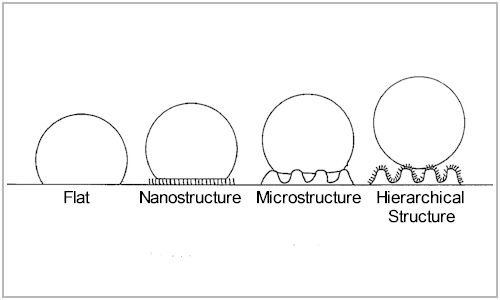 Flat
Nanostructure
Microstructure
Hierarchical
Structure